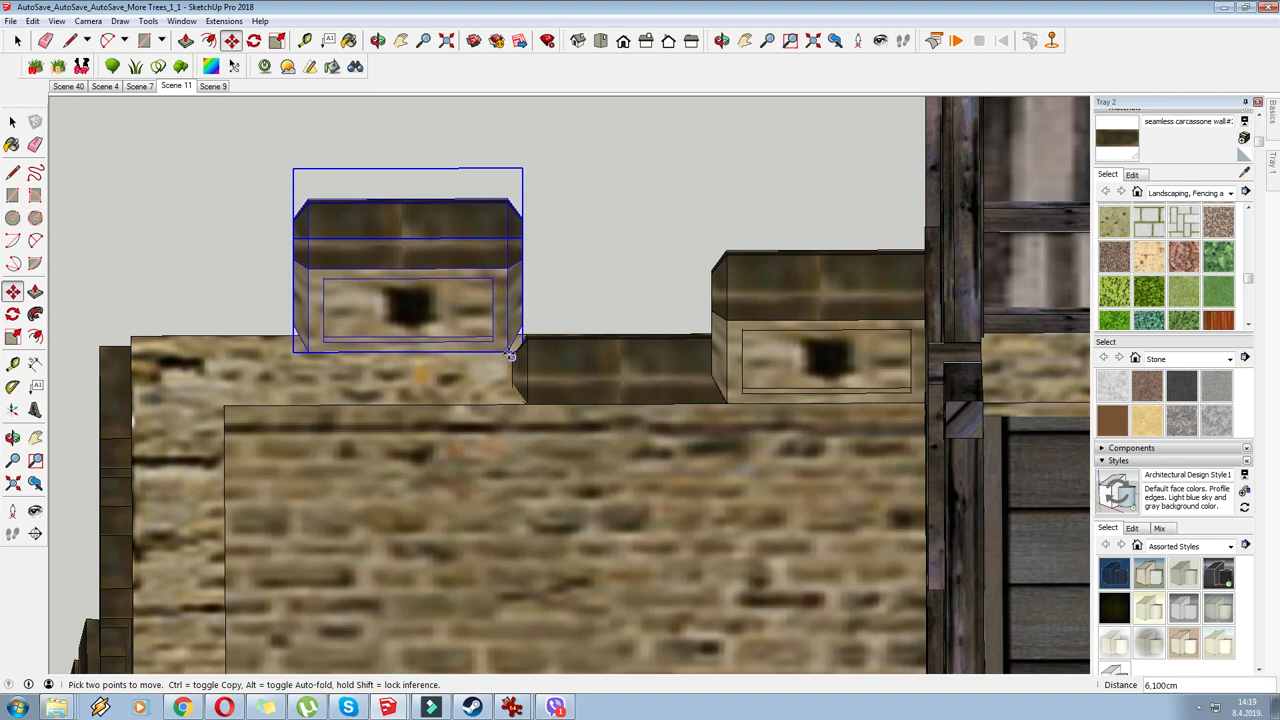 AutoSave_AutoSave_AutoSave_More Trees_1_1 - SketchUp Pro 2018
File Edit View Camera Draw Tools Window Extensions Help
Scene 40 Scene 4 Scene 7 Scene 11 Scene 9
Tray 2
Materials
seamless carcassone wall#
Select Edit
Landscaping, Fencing a
Select
Stone
Components
Styles
Architectural Design Style1
Default face colors. Profile
edges. Light blue sky and
gray background color.
Select Edit Mix
Assorted Styles
Basics
Tray 1
Pick two points to move. Ctrl = toggle Copy, Alt = toggle Auto-fold, hold Shift = lock inference.
Distance 6,100cm
14:19
8.4.2019.